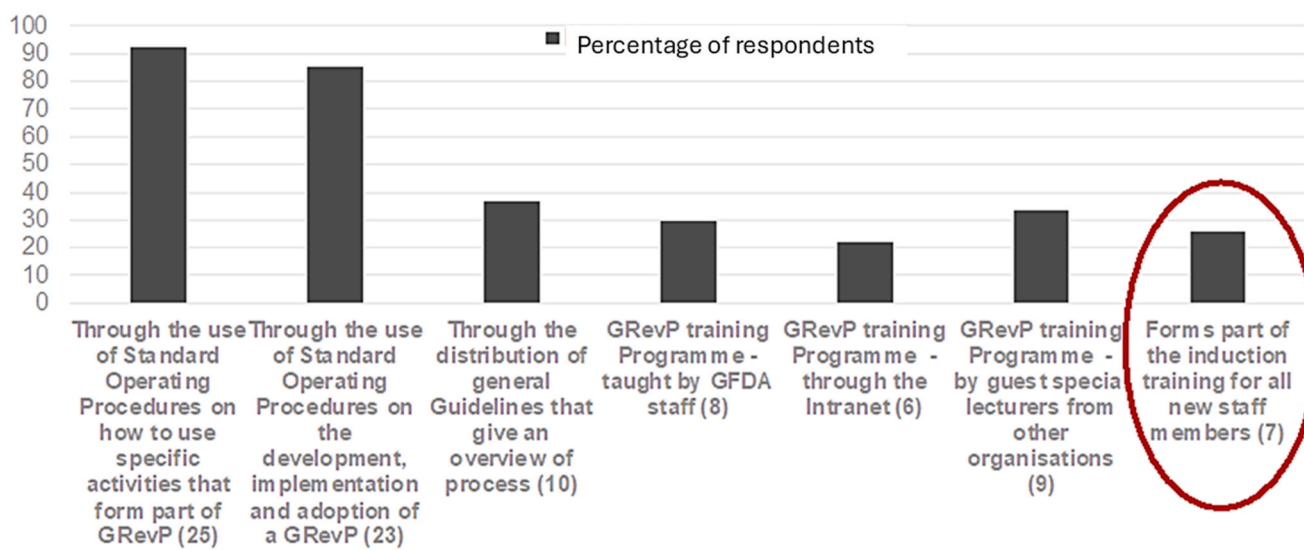 100
90
80
70
60
50
40
30
20
10
0
Percentage of respondents
Through the use
of Standard
Operating
Procedures on
how to use
specific
activities that
form part of
GRevP (25)
Through the use
of Standard
Operating
Procedures on
the
development,
implementation
and adoption of
a GRevP (23)
Through the
distribution of
general
Guidelines that
give an
overview of
process (10)
GRevP training
Programme -
taught by GFDA
staff (8)
GRevP training
Programme -
through the
Intranet (6)
GRevP training
Programme -
by guest special
lecturers from
other
organisations
(9)
Forms part of
the induction
training for all
new staff
members (7)